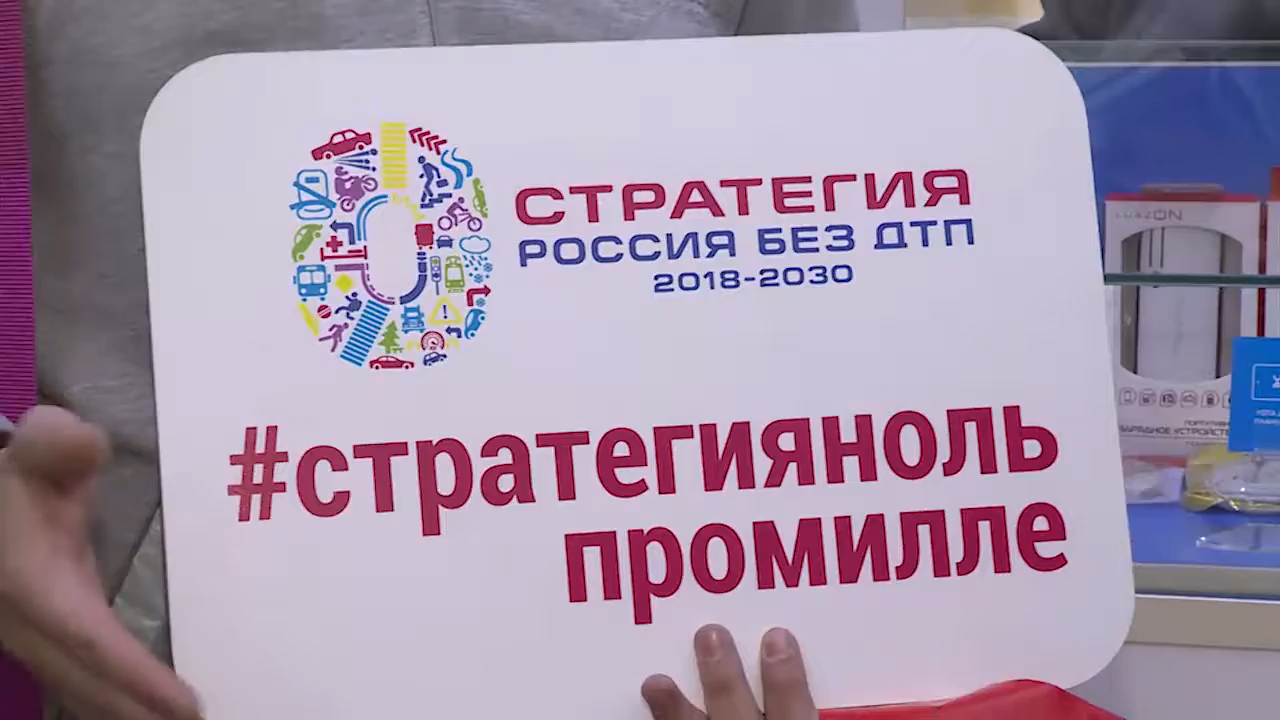 СТРАТЕГИЯ
РОССИЯ БЕЗ ДТП
2018-2030
#стратегияноль
промилле